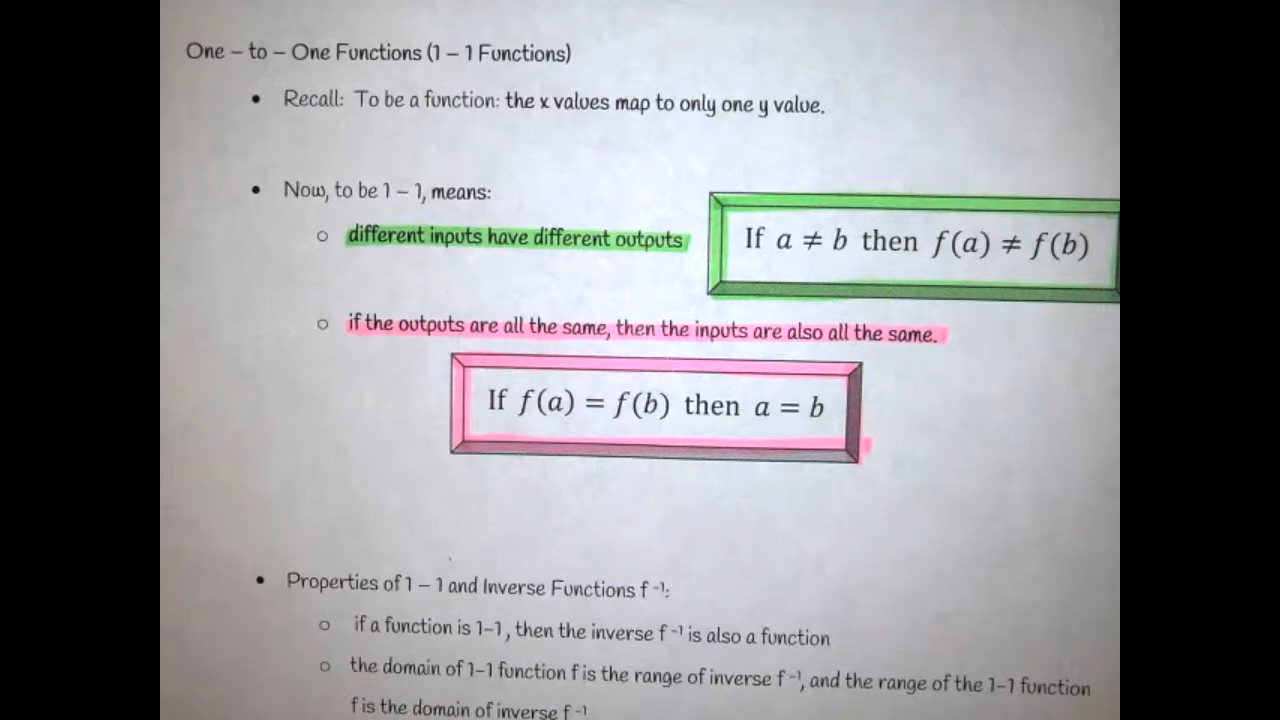 One – to – One Functions (1 – 1 Functions)
• Recall: To be a function: the x values map to only one y value.
• Now, to be 1 – 1, means:
○ different inputs have different outputs
If a ≠ b then f(a) ≠ f(b)
○ if the outputs are all the same, then the inputs are also all the same.
If f(a) = f(b) then a = b
• Properties of 1 – 1 and Inverse Functions f ⁻¹:
○ if a function is 1–1, then the inverse f ⁻¹ is also a function
○ the domain of 1–1 function f is the range of inverse f ⁻¹, and the range of the 1–1 function
f is the domain of inverse f ⁻¹